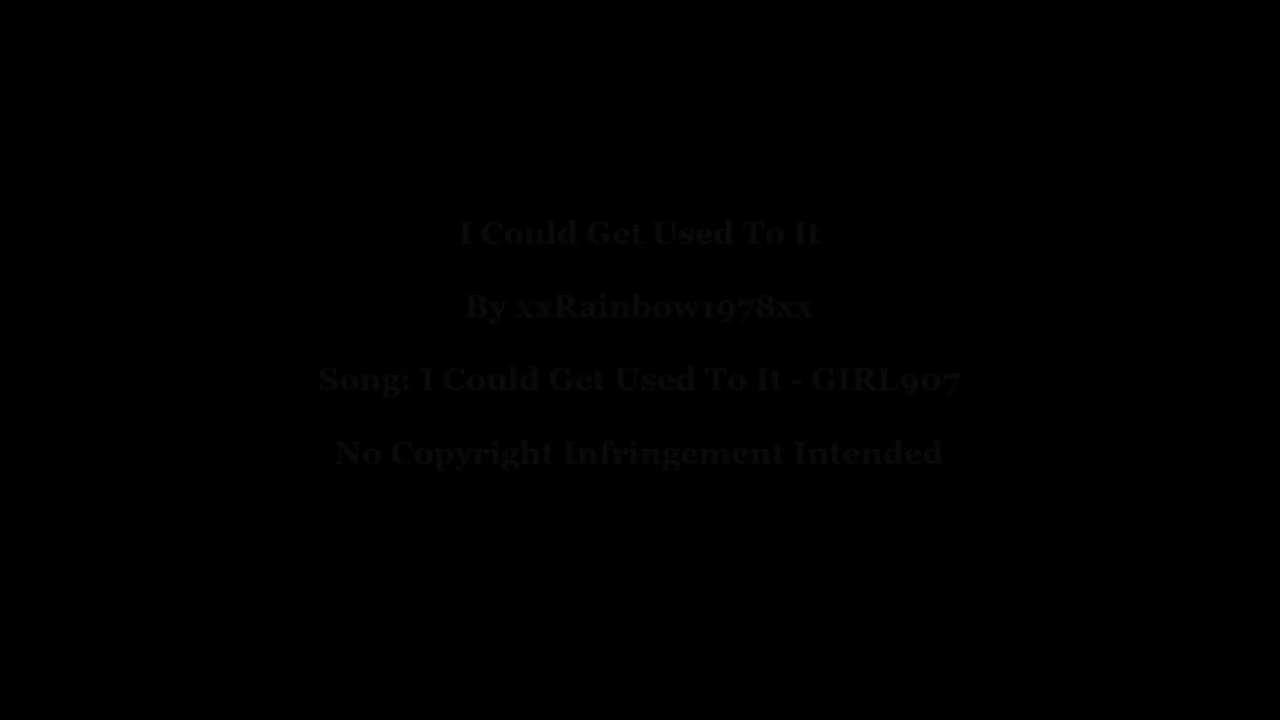 I Could Get Used To It
By xxRainbow1978xx
Song: I Could Get Used To It - GIRL907
No Copyright Infringement Intended